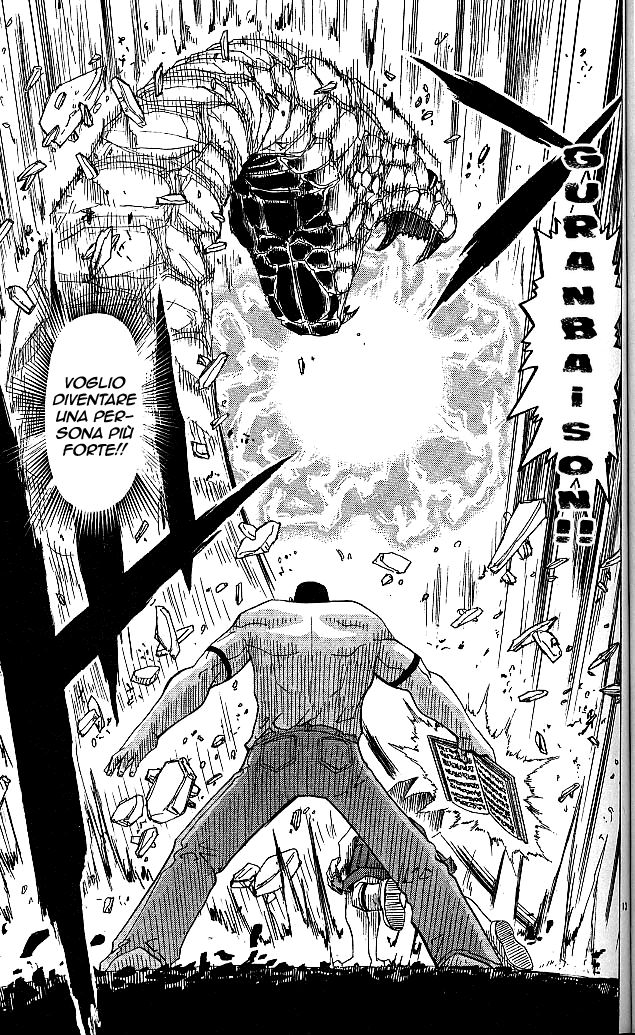 VOGLIO
DIVENTARE
UNA PER-
SONA PIÙ
FORTE!!
GURANBAiSON!!